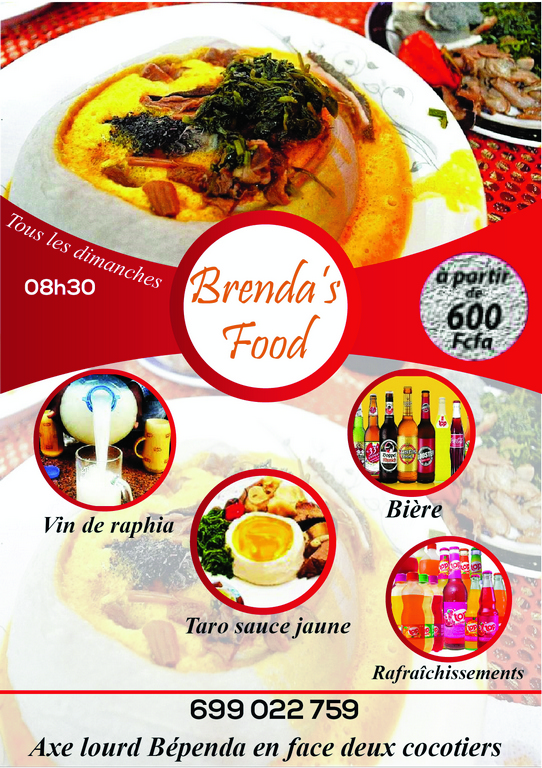 Tous les dimanches
08h30
Brenda's
Food
à partir
de
600
Fcfa
Vin de raphia
Bière
Taro sauce jaune
Rafraîchissements
699 022 759
Axe lourd Bépenda en face deux cocotiers